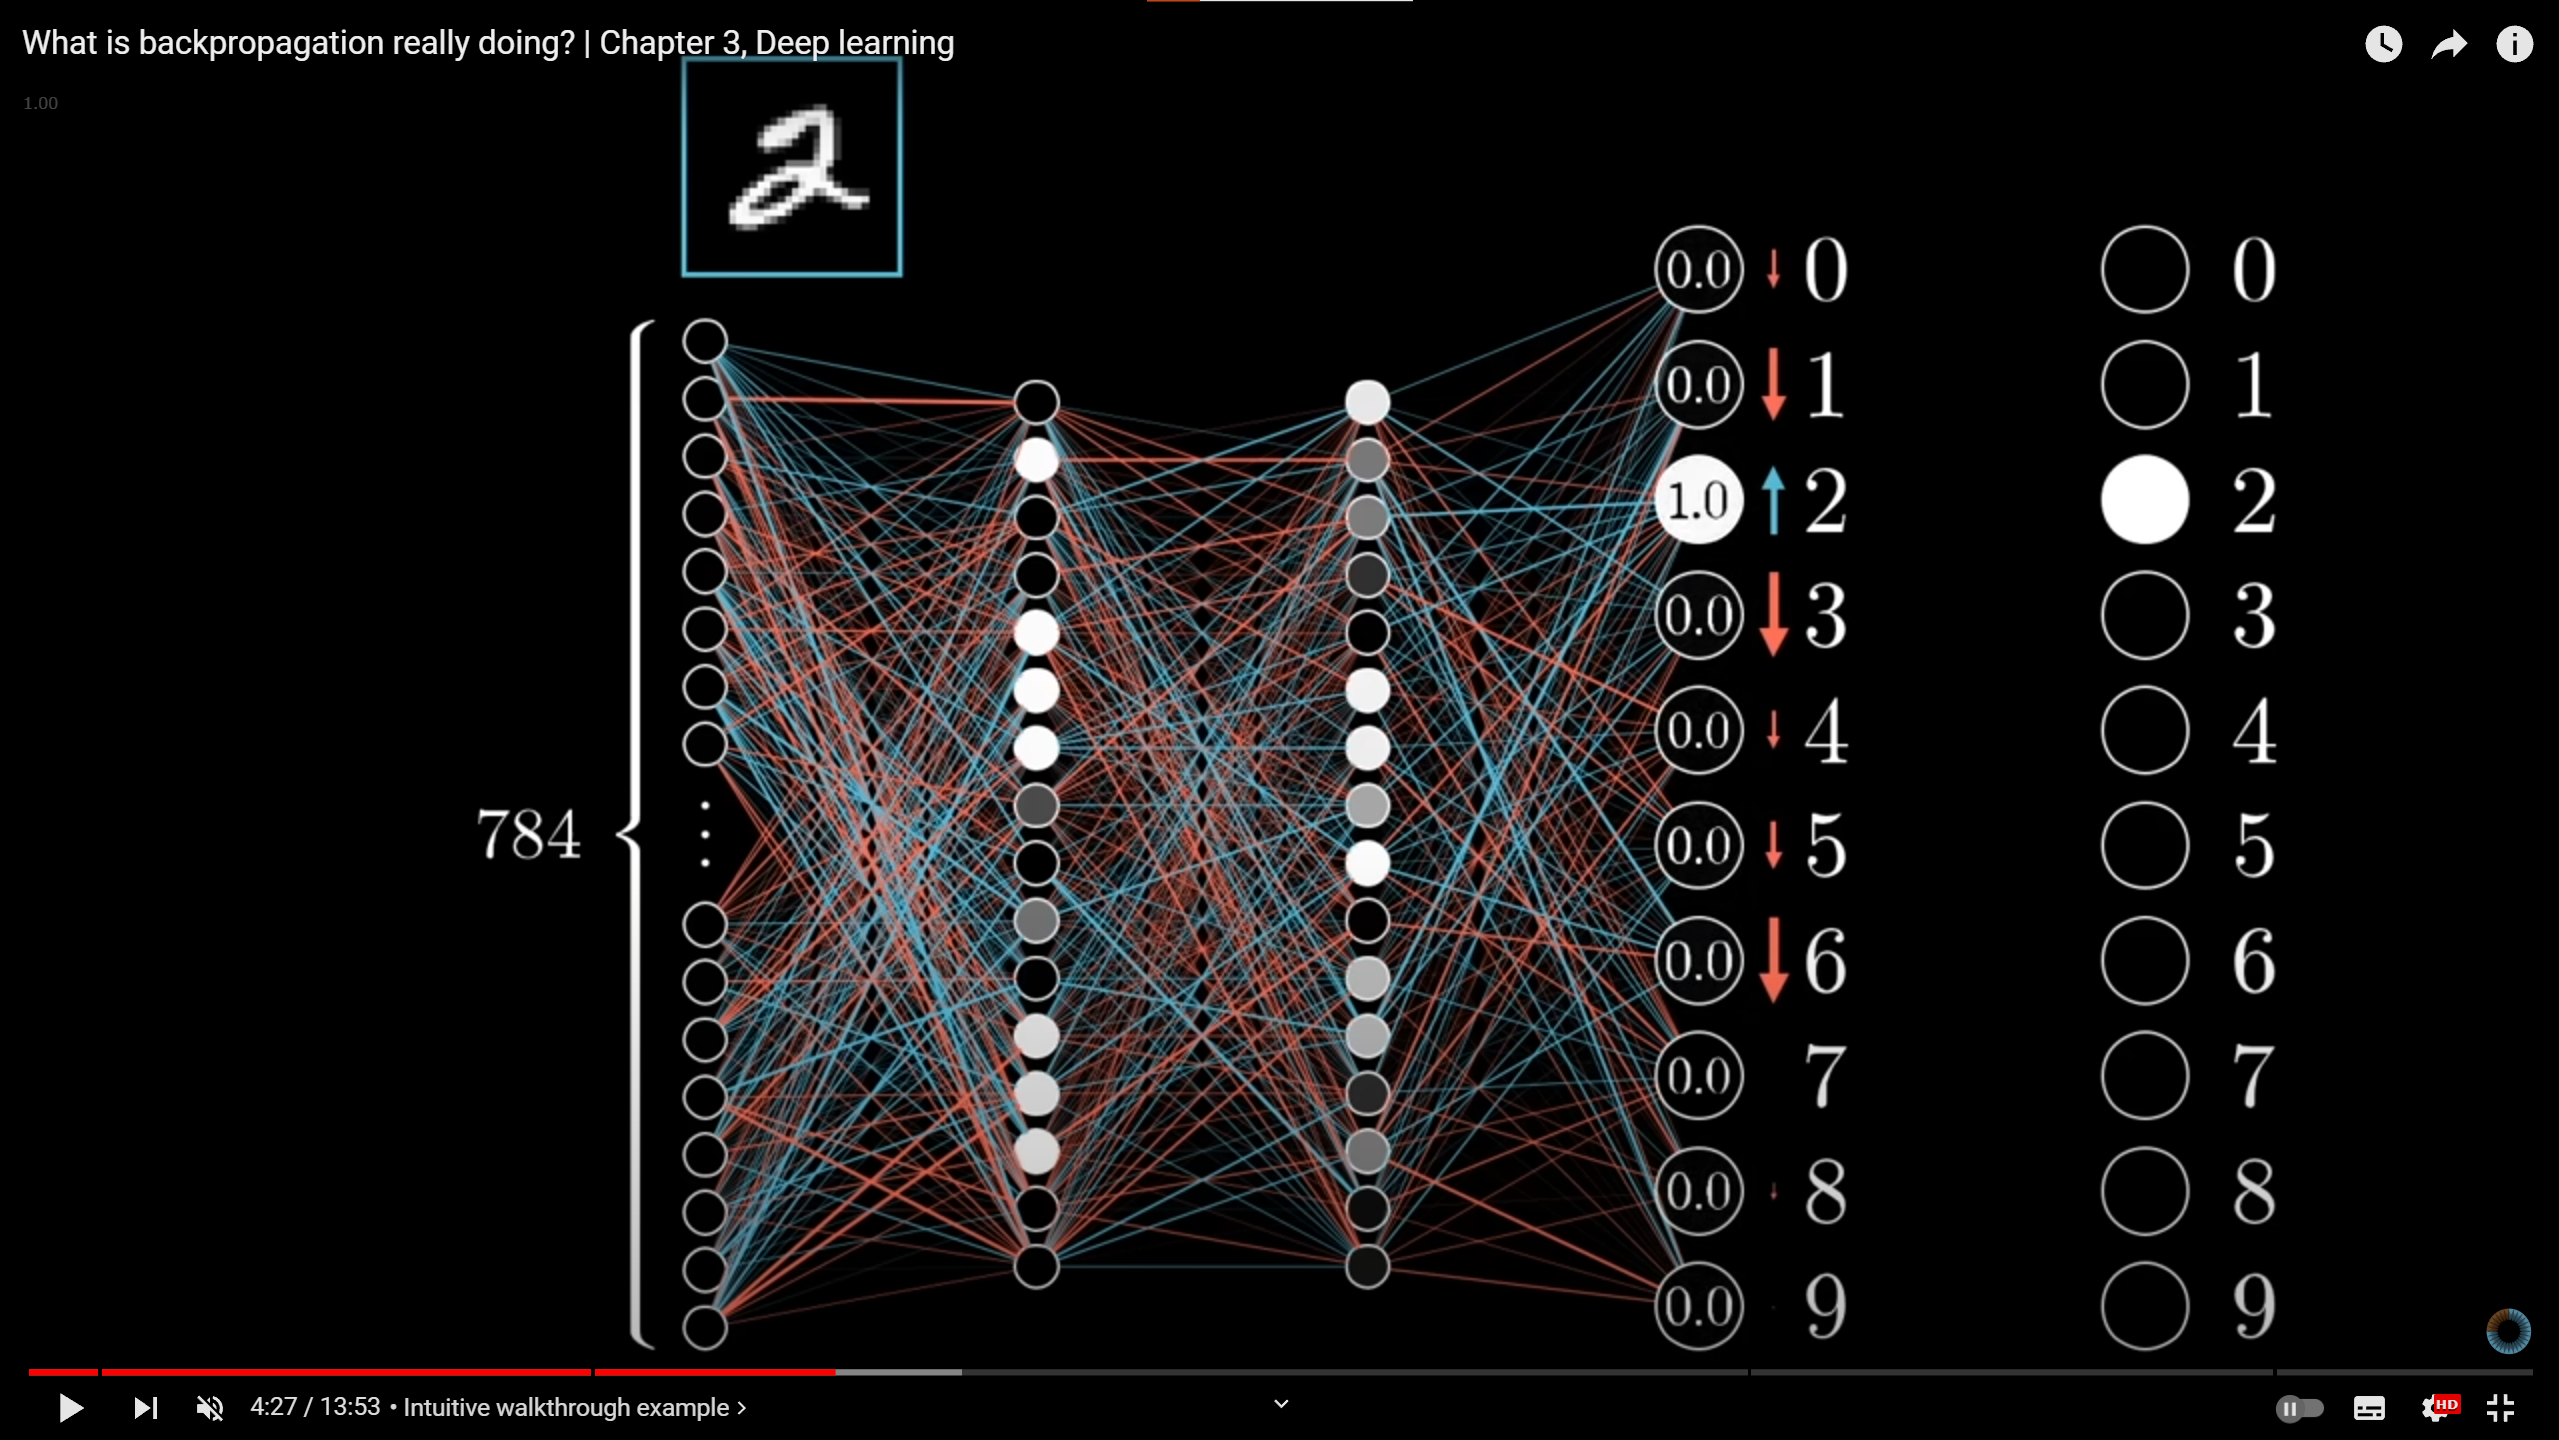 What is backpropagation really doing? | Chapter 3, Deep learning
1.00
784
0.0 0 0
0.0 1 1
1.0 2 2
0.0 3 3
0.0 4 4
0.0 5 5
0.0 6 6
0.0 7 7
0.0 8 8
0.0 9 9
4:27 / 13:53 • Intuitive walkthrough example
HD